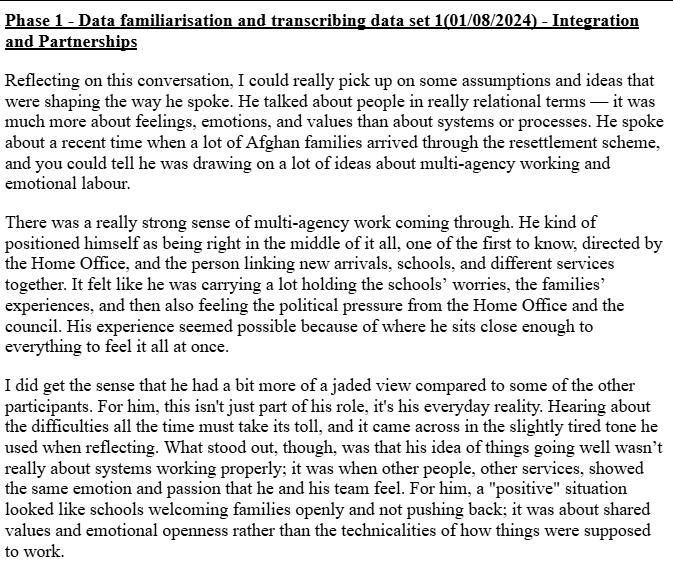 Phase 1 - Data familiarisation and transcribing data set 1(01/08/2024) - Integration
and Partnerships
Reflecting on this conversation, I could really pick up on some assumptions and ideas that
were shaping the way he spoke. He talked about people in really relational terms — it was
much more about feelings, emotions, and values than about systems or processes. He spoke
about a recent time when a lot of Afghan families arrived through the resettlement scheme,
and you could tell he was drawing on a lot of ideas about multi-agency working and
emotional labour.
There was a really strong sense of multi-agency work coming through. He kind of
positioned himself as being right in the middle of it all, one of the first to know, directed by
the Home Office, and the person linking new arrivals, schools, and different services
together. It felt like he was carrying a lot holding the schools’ worries, the families’
experiences, and then also feeling the political pressure from the Home Office and the
council. His experience seemed possible because of where he sits close enough to
everything to feel it all at once.
I did get the sense that he had a bit more of a jaded view compared to some of the other
participants. For him, this isn't just part of his role, it's his everyday reality. Hearing about
the difficulties all the time must take its toll, and it came across in the slightly tired tone he
used when reflecting. What stood out, though, was that his idea of things going well wasn’t
really about systems working properly; it was when other people, other services, showed
the same emotion and passion that he and his team feel. For him, a "positive" situation
looked like schools welcoming families openly and not pushing back; it was about shared
values and emotional openness rather than the technicalities of how things were supposed
to work.